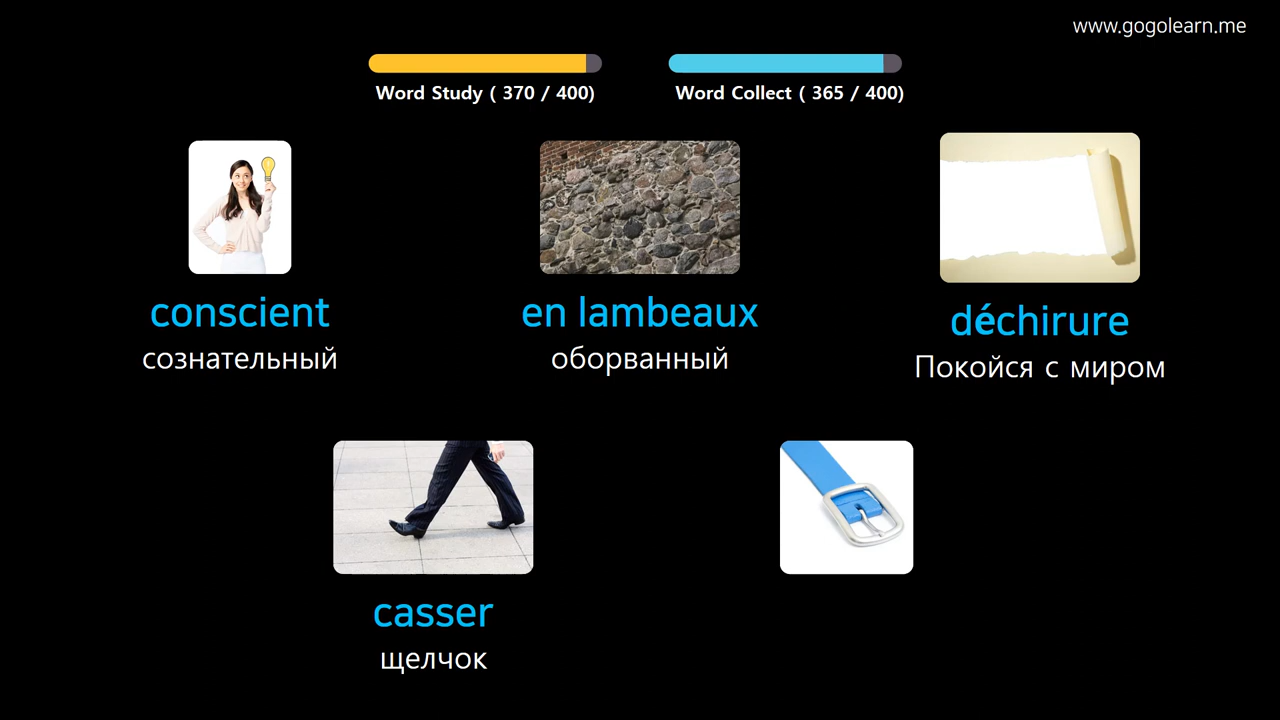 www.gogolearn.me
Word Study ( 370 / 400)
Word Collect ( 365 / 400)
conscient
сознательный
en lambeaux
оборванный
déchirure
Покойся с миром
casser
щелчок